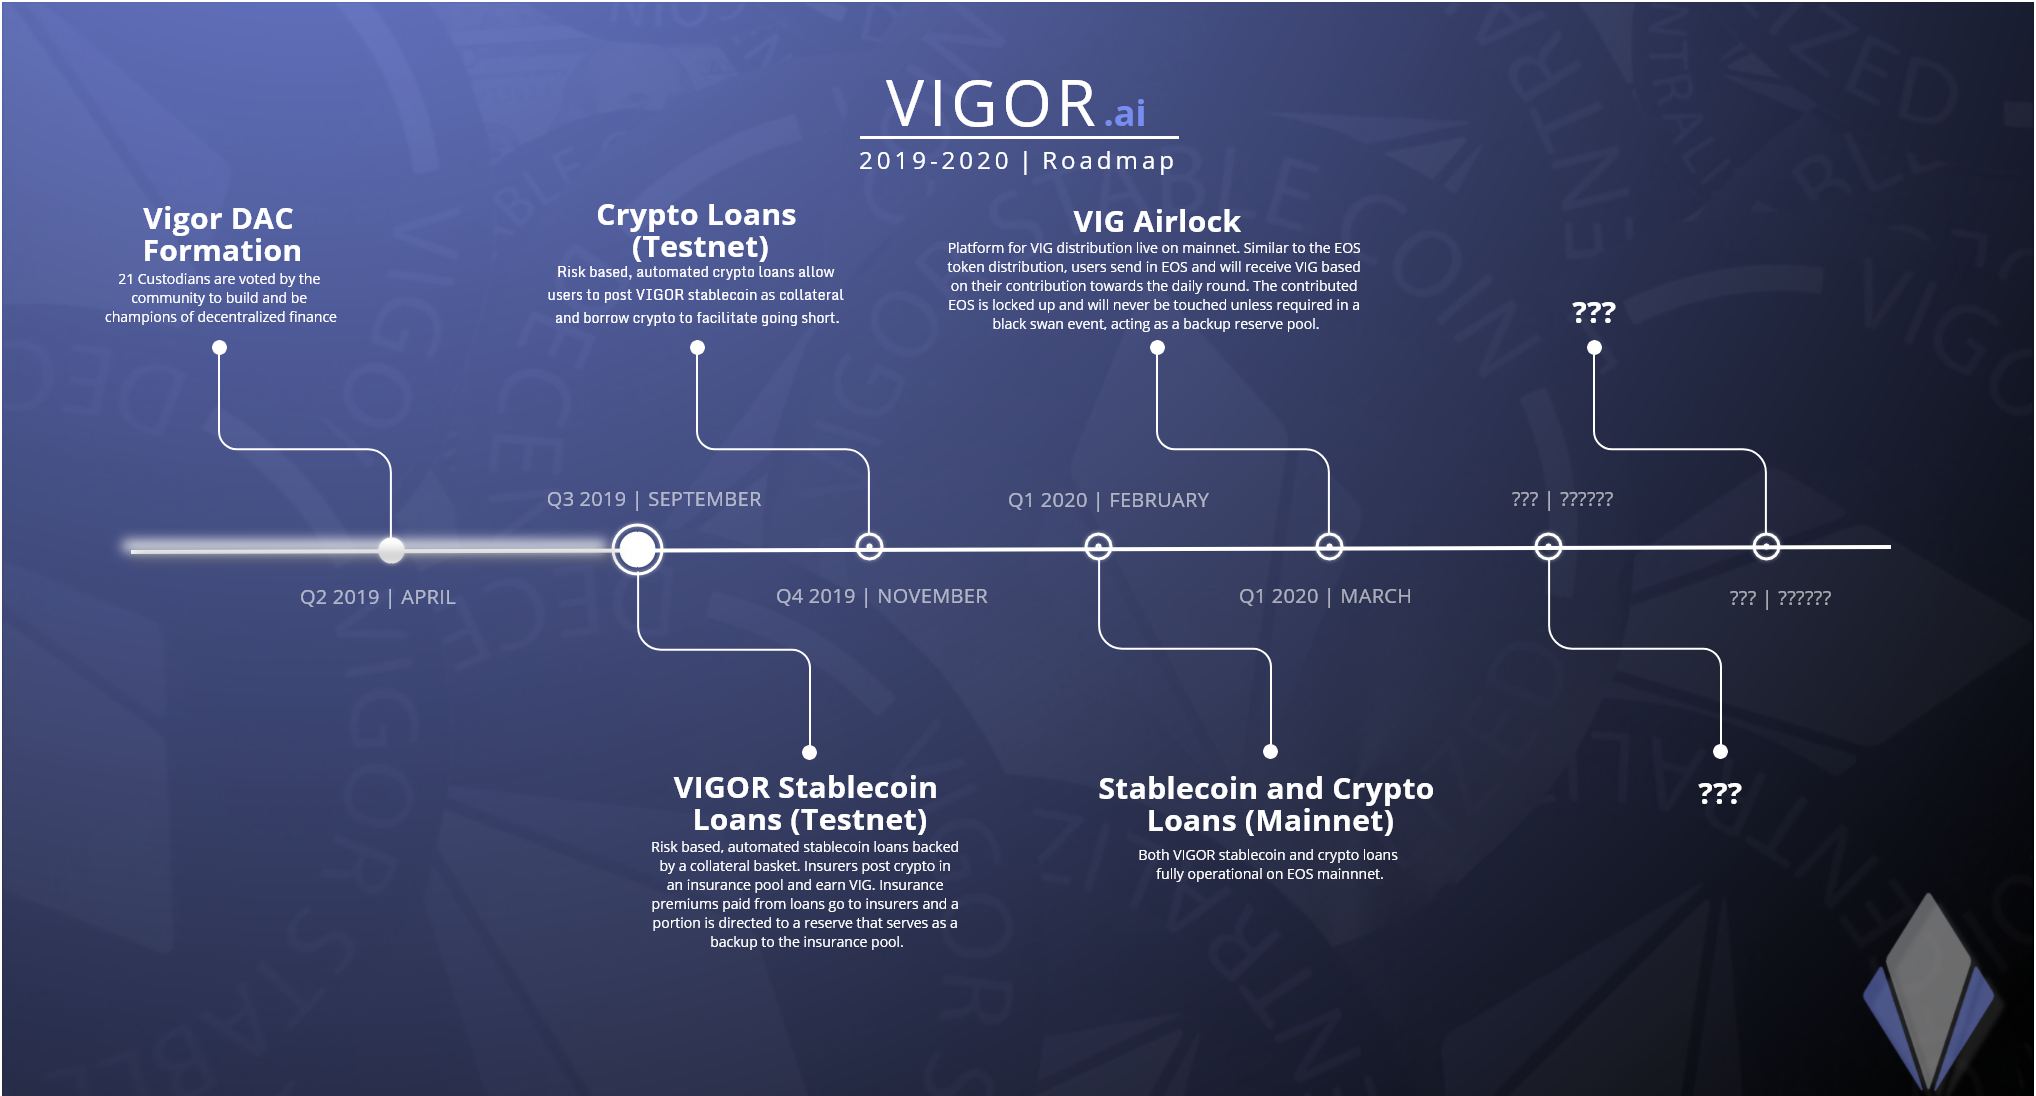 VIGOR.ai
2019-2020 | Roadmap
Vigor DAC
Formation
21 Custodians are voted by the
community to build and be
champions of decentralized finance
Crypto Loans
(Testnet)
Risk based, automated crypto loans allow
users to post VIGOR stablecoin as collateral
and borrow crypto to facilitate going short.
VIG Airlock
Platform for VIG distribution live on mainnet. Similar to the EOS
token distribution, users send in EOS and will receive VIG based
on their contribution towards the daily round. The contributed
EOS is locked up and will never be touched unless required in a
black swan event, acting as a backup reserve pool.
???
Q3 2019 | SEPTEMBER
Q1 2020 | FEBRUARY
??? | ??????
Q2 2019 | APRIL
Q4 2019 | NOVEMBER
Q1 2020 | MARCH
??? | ??????
VIGOR Stablecoin
Loans (Testnet)
Risk based, automated stablecoin loans backed
by a collateral basket. Insurers post crypto in
an insurance pool and earn VIG. Insurance
premiums paid from loans go to insurers and a
portion is directed to a reserve that serves as a
backup to the insurance pool.
Stablecoin and Crypto
Loans (Mainnet)
Both VIGOR stablecoin and crypto loans
fully operational on EOS mainnnet.
???